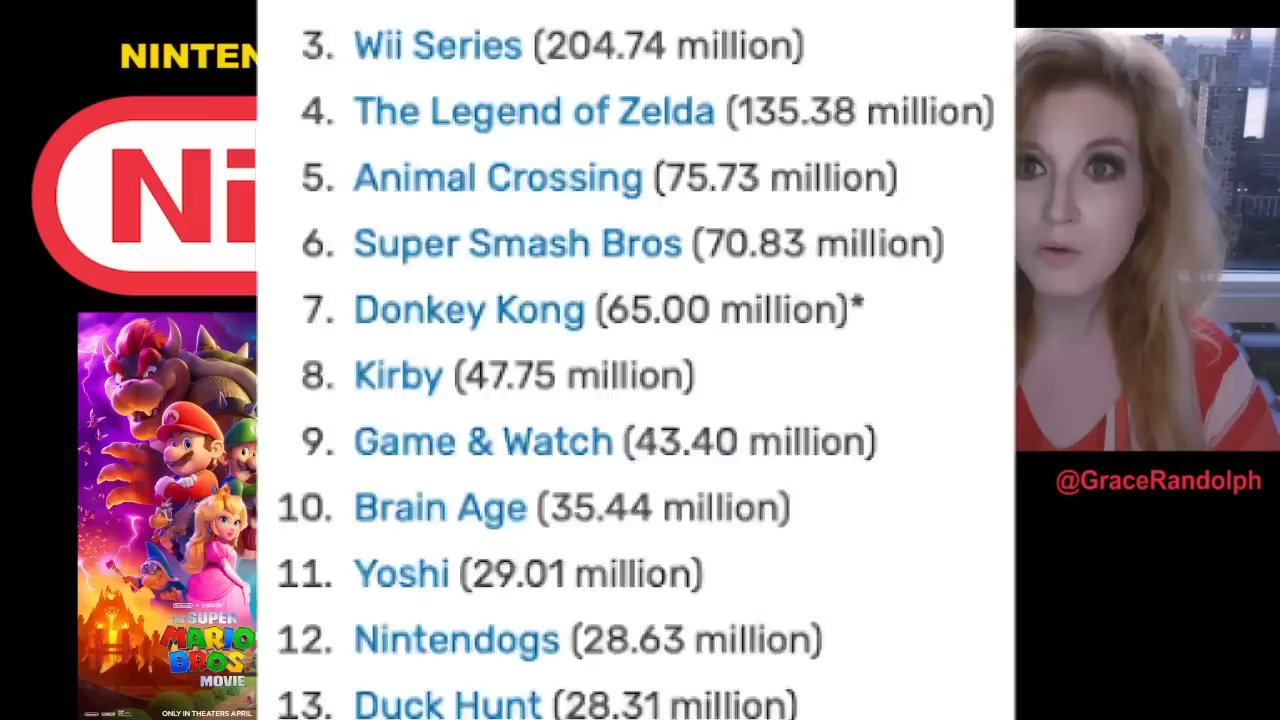 NINTEN
Ni
3. Wii Series (204.74 million)
4. The Legend of Zelda (135.38 million)
5. Animal Crossing (75.73 million)
6. Super Smash Bros (70.83 million)
7. Donkey Kong (65.00 million)*
8. Kirby (47.75 million)
9. Game & Watch (43.40 million)
10. Brain Age (35.44 million)
11. Yoshi (29.01 million)
12. Nintendogs (28.63 million)
13. Duck Hunt (28.31 million)
THE SUPER
MARIO
BROS
MOVIE
ONLY IN THEATERS APRIL
@GraceRandolph